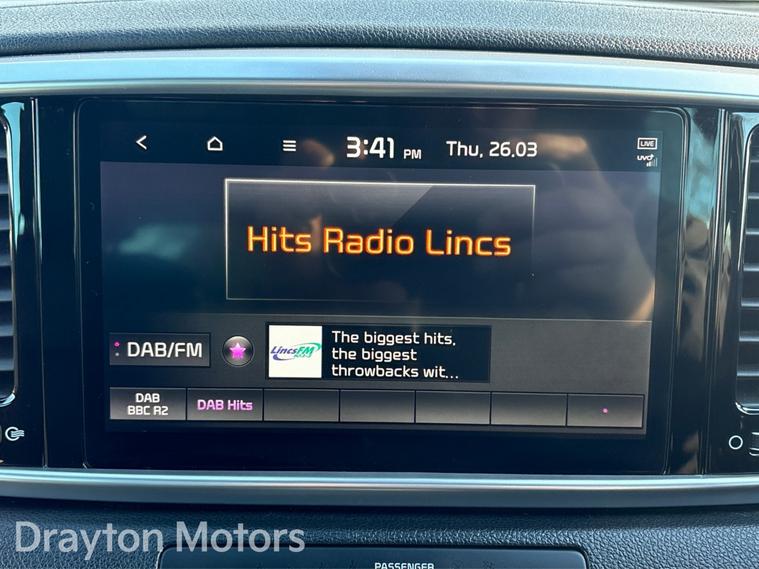 3:41 PM Thu, 26.03 LIVE
UVO
Hits Radio Lincs
DAB/FM
LincsFM
The biggest hits,
the biggest
throwbacks wit...
DAB
BBC R2
DAB Hits
Drayton Motors
PASSENGER